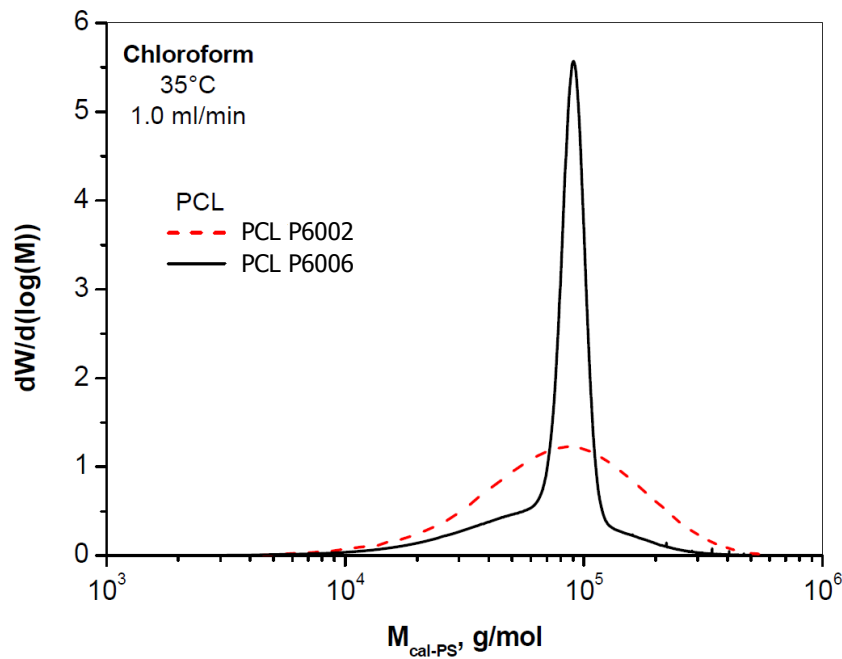 6
5
4
3
2
1
0
dW/d(log(M))
Chloroform
35°C
1.0 ml/min
PCL
PCL P6002
PCL P6006
10³ 10⁴ 10⁵ 10⁶
M_cal-PS, g/mol